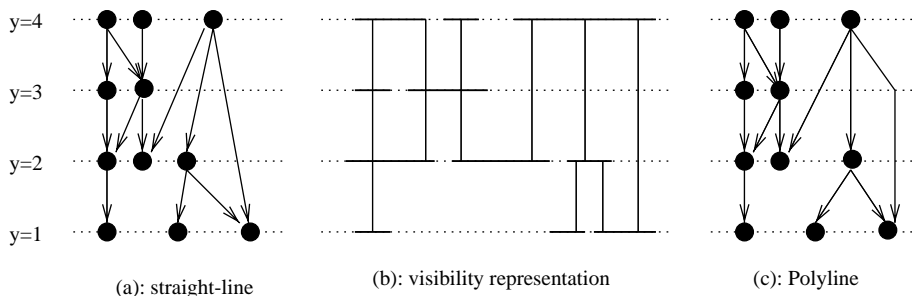 y=4
y=3
y=2
y=1
(a): straight-line
(b): visibility representation
(c): Polyline